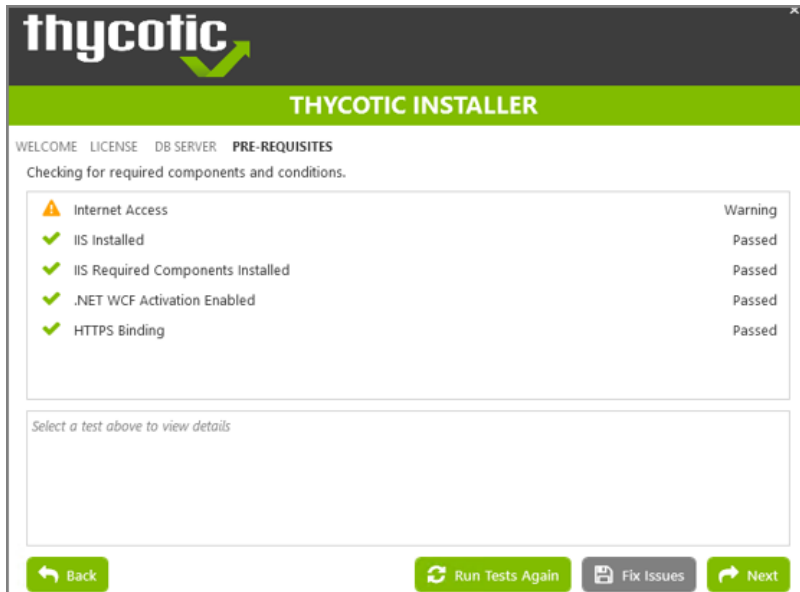 thycotic
THYCOTIC INSTALLER
WELCOME LICENSE DB SERVER PRE-REQUISITES
Checking for required components and conditions.
Internet Access Warning
IIS Installed Passed
IIS Required Components Installed Passed
.NET WCF Activation Enabled Passed
HTTPS Binding Passed
Select a test above to view details
Back Run Tests Again Fix Issues Next